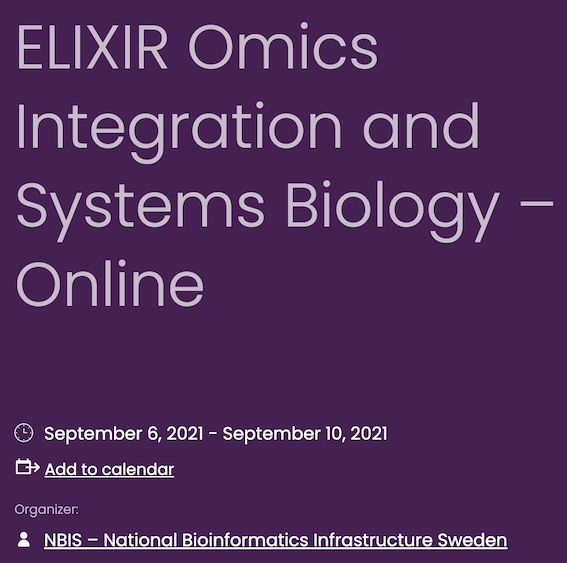 ELIXIR Omics
Integration and
Systems Biology –
Online
September 6, 2021 - September 10, 2021
Add to calendar
Organizer:
NBIS – National Bioinformatics Infrastructure Sweden